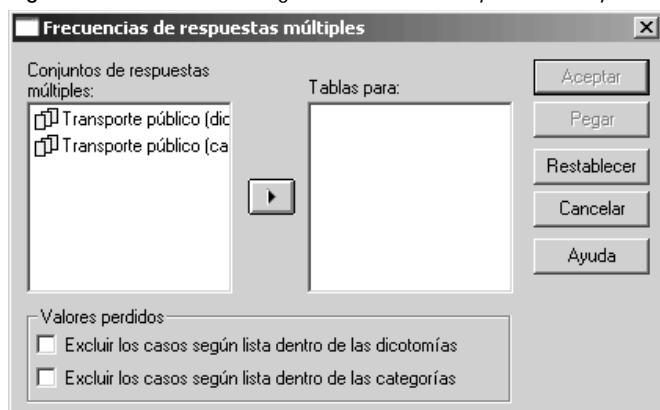 Frecuencias de respuestas múltiples
Conjuntos de respuestas
múltiples:
Transporte público (dic
Transporte público (ca
Tablas para:
Aceptar
Pegar
Restablecer
Cancelar
Ayuda
Valores perdidos
Excluir los casos según lista dentro de las dicotomías
Excluir los casos según lista dentro de las categorías